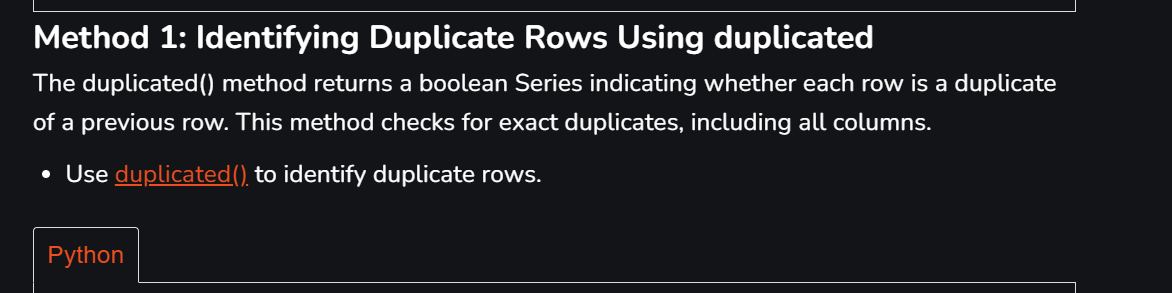 Method 1: Identifying Duplicate Rows Using duplicated
The duplicated() method returns a boolean Series indicating whether each row is a duplicate
of a previous row. This method checks for exact duplicates, including all columns.
• Use duplicated() to identify duplicate rows.
Python